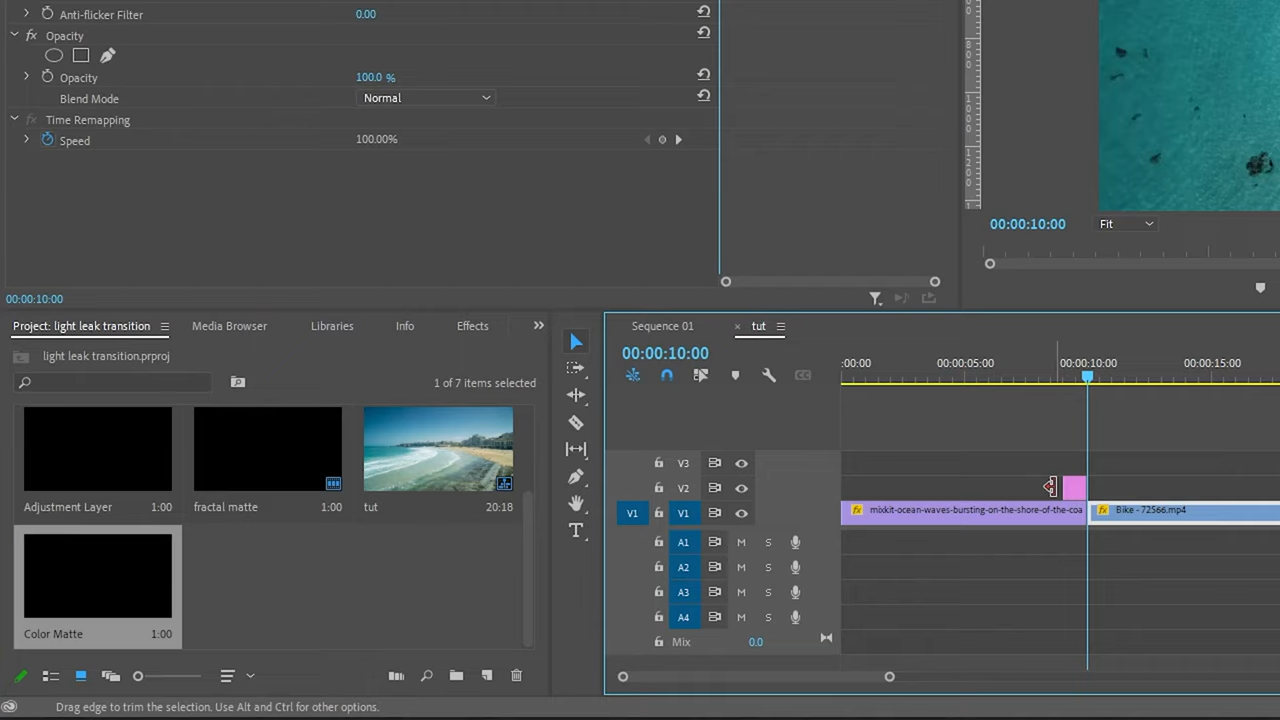 Anti-flicker Filter 0.00
fx Opacity
Opacity 100.0 %
Blend Mode Normal
fx Time Remapping
Speed 100.00%
00:00:10:00
800
1000
1200
1
00:00:10:00 Fit
Project: light leak transition Media Browser Libraries Info Effects
light leak transition.prproj
1 of 7 items selected
Adjustment Layer 1:00
fractal matte 1:00
tut 20:18
Color Matte 1:00
Sequence 01 × tut
00:00:10:00
:00:00 00:00:05:00 00:00:10:00 00:00:15:00
V3
V2
V1 V1
fx mixkit-ocean-waves-bursting-on-the-shore-of-the-coa
fx Bike - 72566.mp4
A1 M S
A2 M S
A3 M S
A4 M S
Mix 0.0
Drag edge to trim the selection. Use Alt and Ctrl for other options.